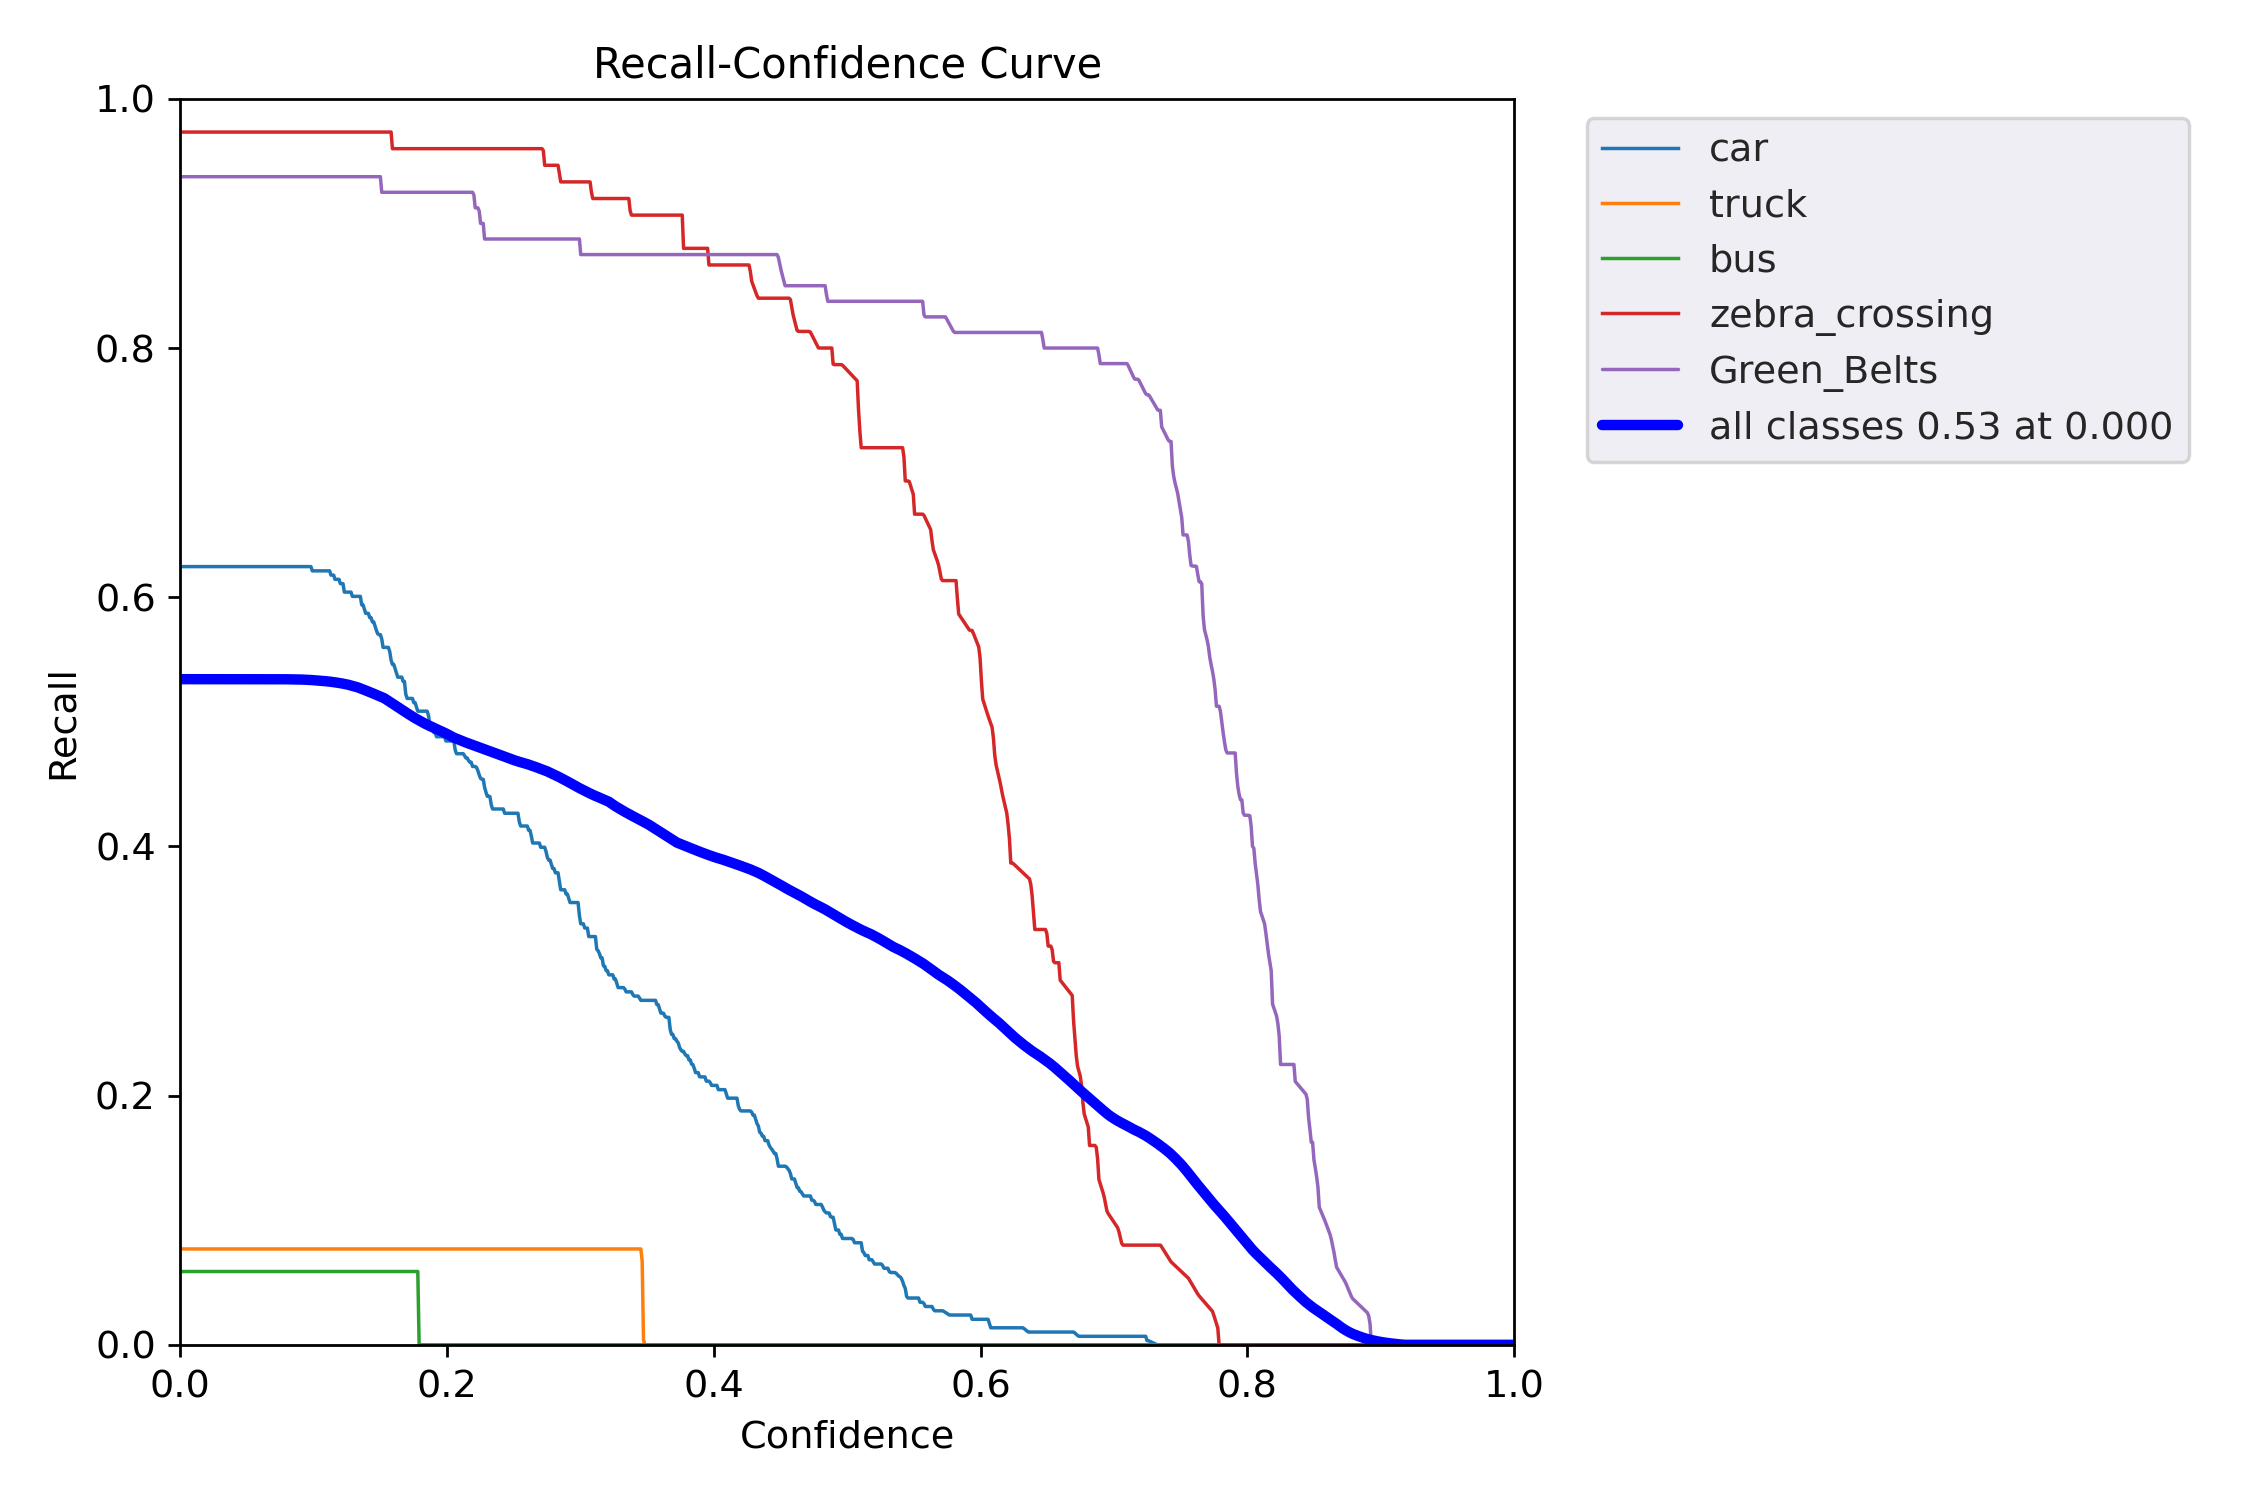 Recall-Confidence Curve
1.0
0.8
0.6
0.4
0.2
0.0
Recall
0.0 0.2 0.4 0.6 0.8 1.0
Confidence
car
truck
bus
zebra_crossing
Green_Belts
all classes 0.53 at 0.000